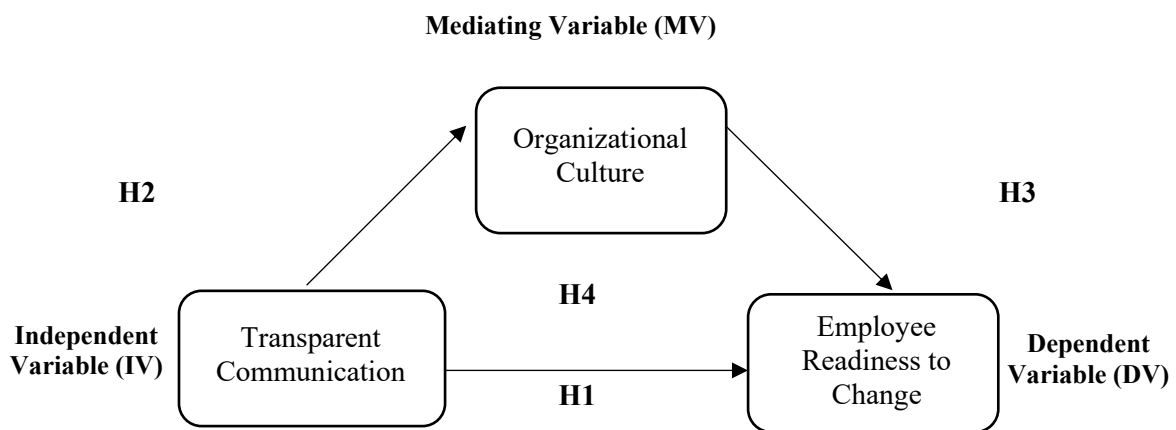 Mediating Variable (MV)
Organizational
Culture
H2
H3
H4
Independent
Variable (IV)
Transparent
Communication
Employee
Readiness to
Change
Dependent
Variable (DV)
H1